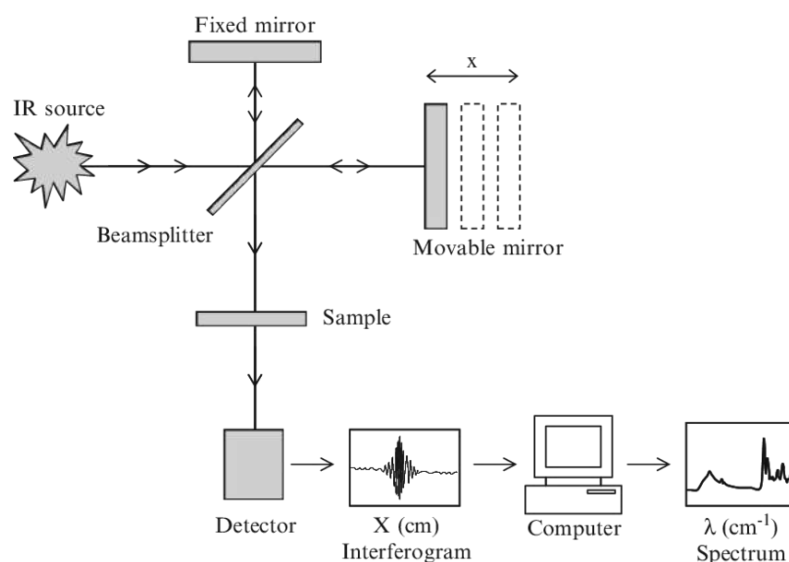 Fixed mirror
x
IR source
Beamsplitter
Movable mirror
Sample
Detector
X (cm)
Interferogram
Computer
λ (cm⁻¹)
Spectrum